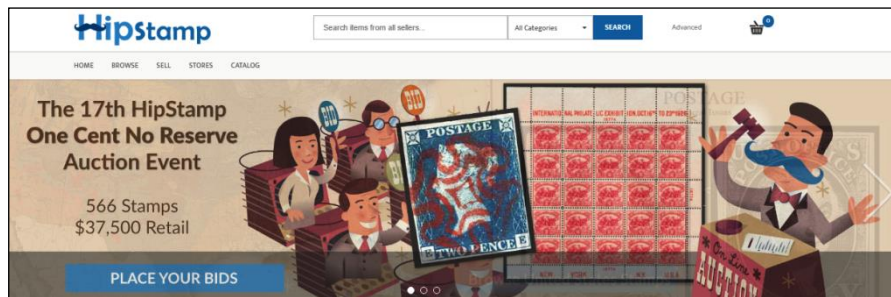 HipStamp
Search items from all sellers...
All Categories
SEARCH
Advanced
0
HOME BROWSE SELL STORES CATALOG
The 17th HipStamp
One Cent No Reserve
Auction Event
566 Stamps
$37,500 Retail
PLACE YOUR BIDS
BID
BID
POSTAGE
E TWO PENCE E
POSTAGE
On Line
AUCTION